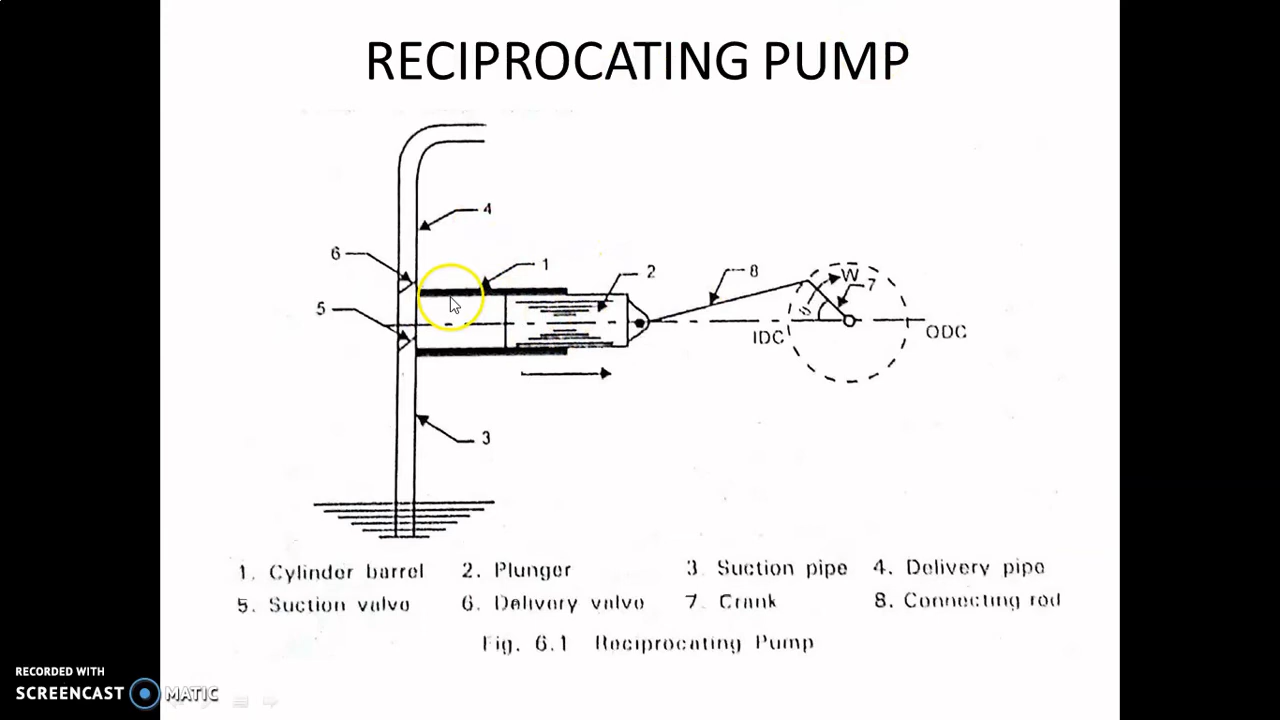 RECIPROCATING PUMP
4
6
1
2
8
W
7
θ
5
IDC
ODC
3
1. Cylinder barrel 2. Plunger 3. Suction pipe 4. Delivery pipe
5. Suction valve 6. Delivery valve 7. Crank 8. Connecting rod
Fig. 6.1 Reciprocating Pump
RECORDED WITH
SCREENCAST MATIC